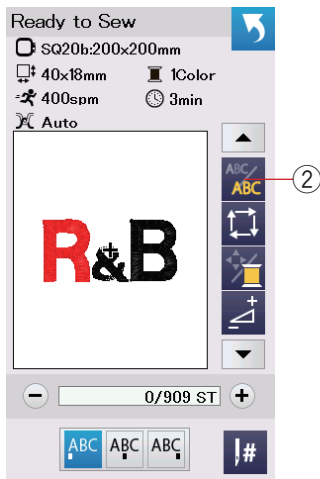 Ready to Sew
SQ20b:200x200mm
40x18mm 1Color
400spm 3min
Auto
ABC
ABC
2
R&B
0/909 ST
ABC ABC ABC
#